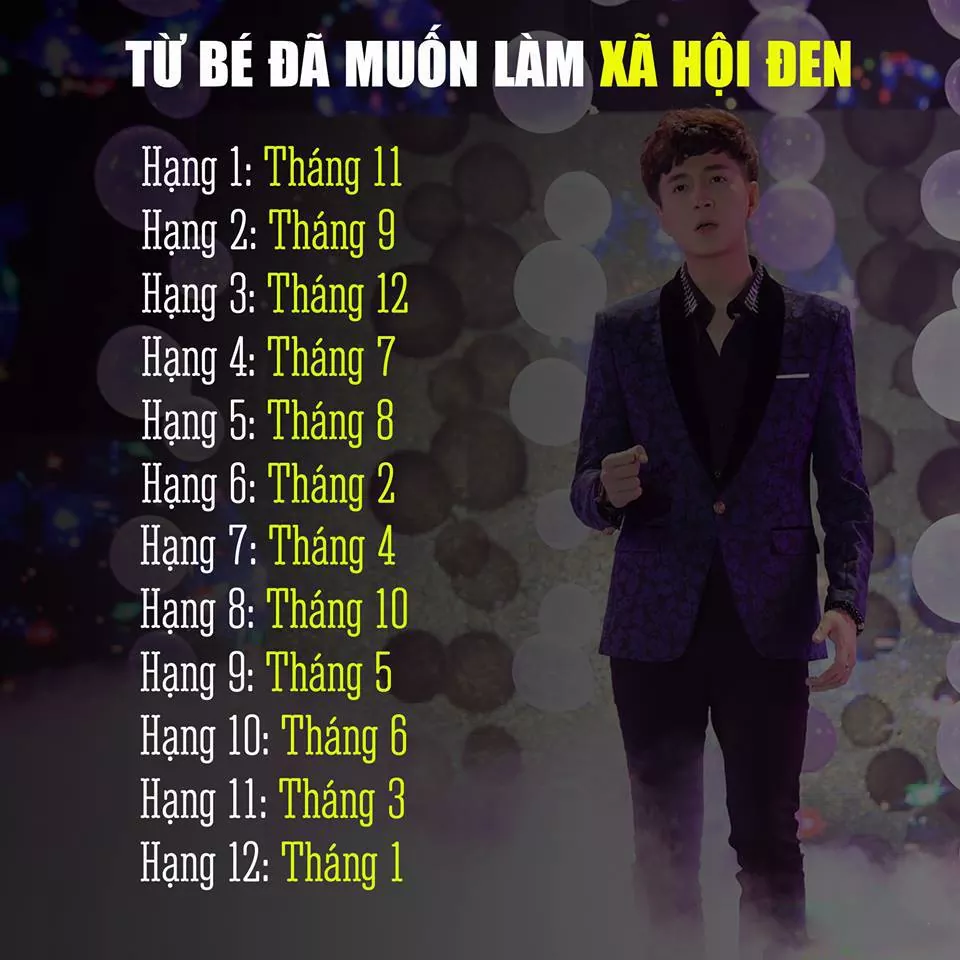 TỪ BÉ ĐÃ MUỐN LÀM XÃ HỘI ĐEN
Hạng 1: Tháng 11
Hạng 2: Tháng 9
Hạng 3: Tháng 12
Hạng 4: Tháng 7
Hạng 5: Tháng 8
Hạng 6: Tháng 2
Hạng 7: Tháng 4
Hạng 8: Tháng 10
Hạng 9: Tháng 5
Hạng 10: Tháng 6
Hạng 11: Tháng 3
Hạng 12: Tháng 1